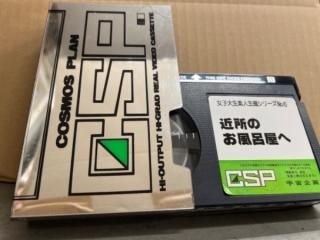 COSMOS PLAN
CSP
HI-OUTPUT HI-GRAD REAL VIDEO CASSETTE
女子大生素人生撮シリーズNo.6
近所の
お風呂屋へ
CSP
宇宙企画